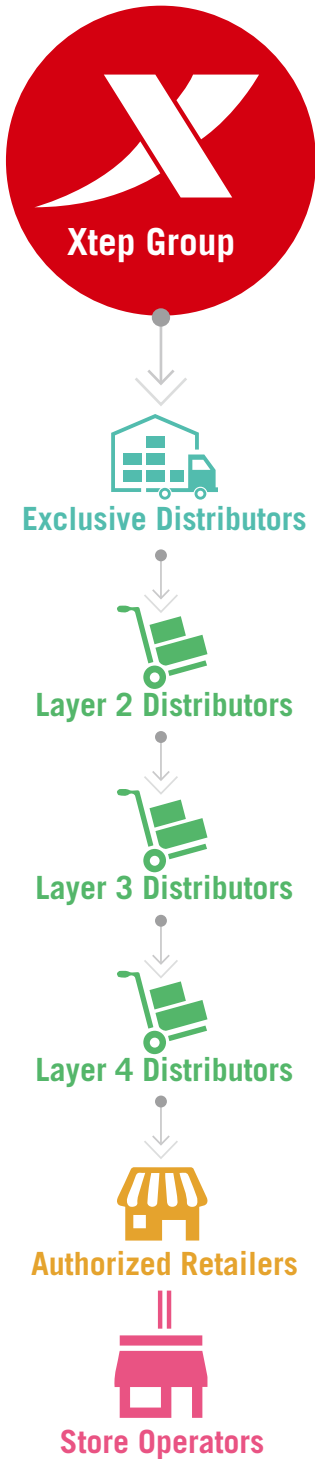 Xtep Group
Exclusive Distributors
Layer 2 Distributors
Layer 3 Distributors
Layer 4 Distributors
Authorized Retailers
Store Operators